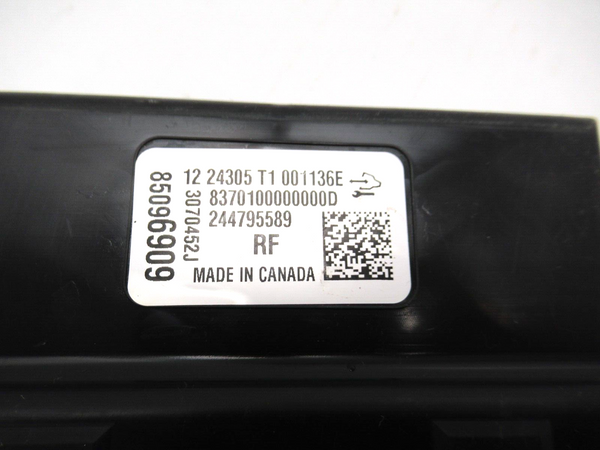 12 24305 T1 001136E
8370100000000D
244795589
RF
MADE IN CANADA
85096909
3070452J